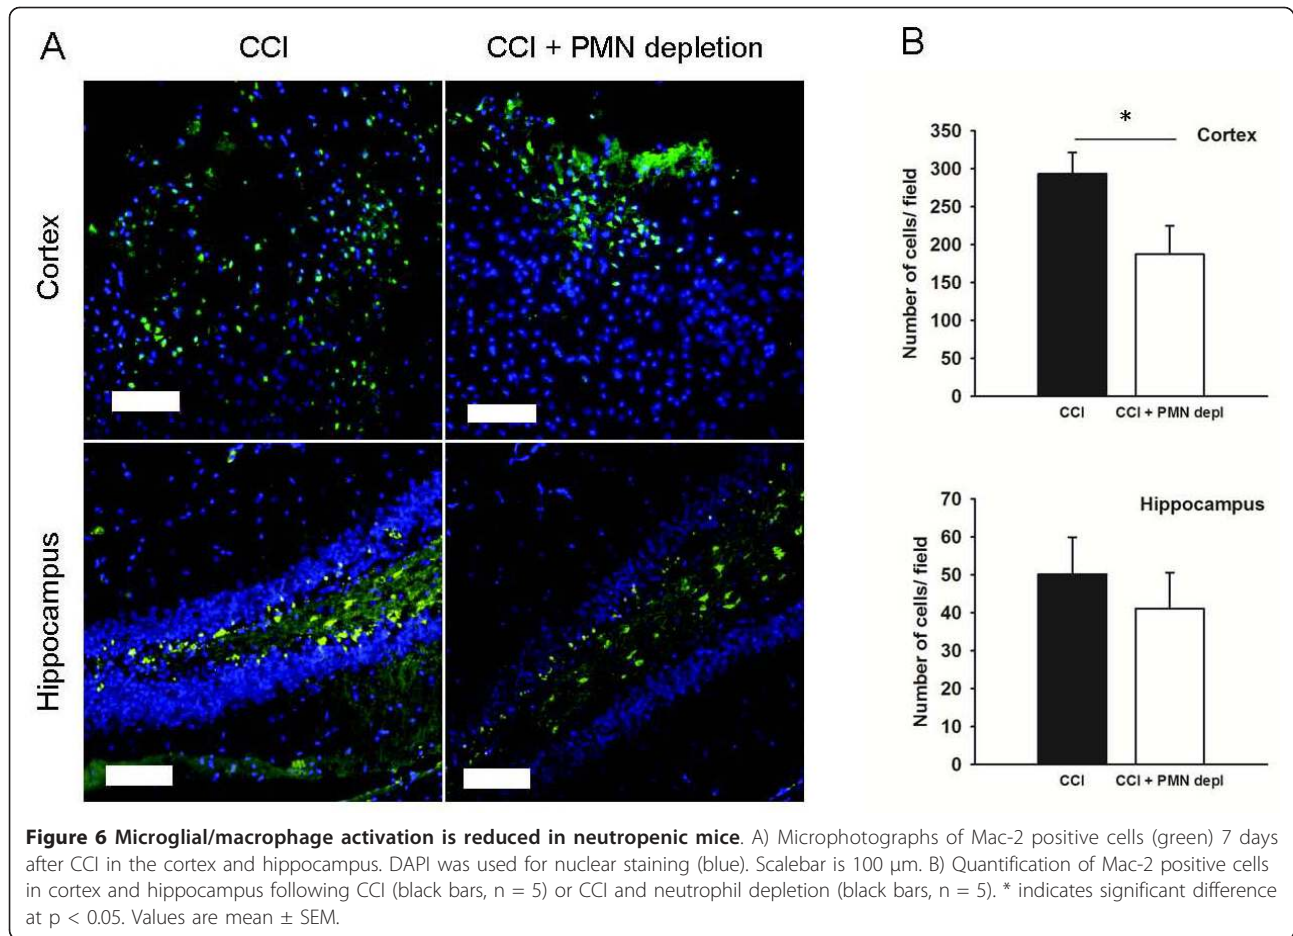 A
CCI
CCI + PMN depletion
Cortex
Hippocampus
B
*
Cortex
Number of cells/ field
350
300
250
200
150
100
50
0
CCI
CCI + PMN depl
Hippocampus
Number of cells/ field
70
60
50
40
30
20
10
0
CCI
CCI + PMN depl
Figure 6 Microglial/macrophage activation is reduced in neutropenic mice. A) Microphotographs of Mac-2 positive cells (green) 7 days
after CCI in the cortex and hippocampus. DAPI was used for nuclear staining (blue). Scalebar is 100 μm. B) Quantification of Mac-2 positive cells
in cortex and hippocampus following CCI (black bars, n = 5) or CCI and neutrophil depletion (black bars, n = 5). * indicates significant difference
at p < 0.05. Values are mean ± SEM.